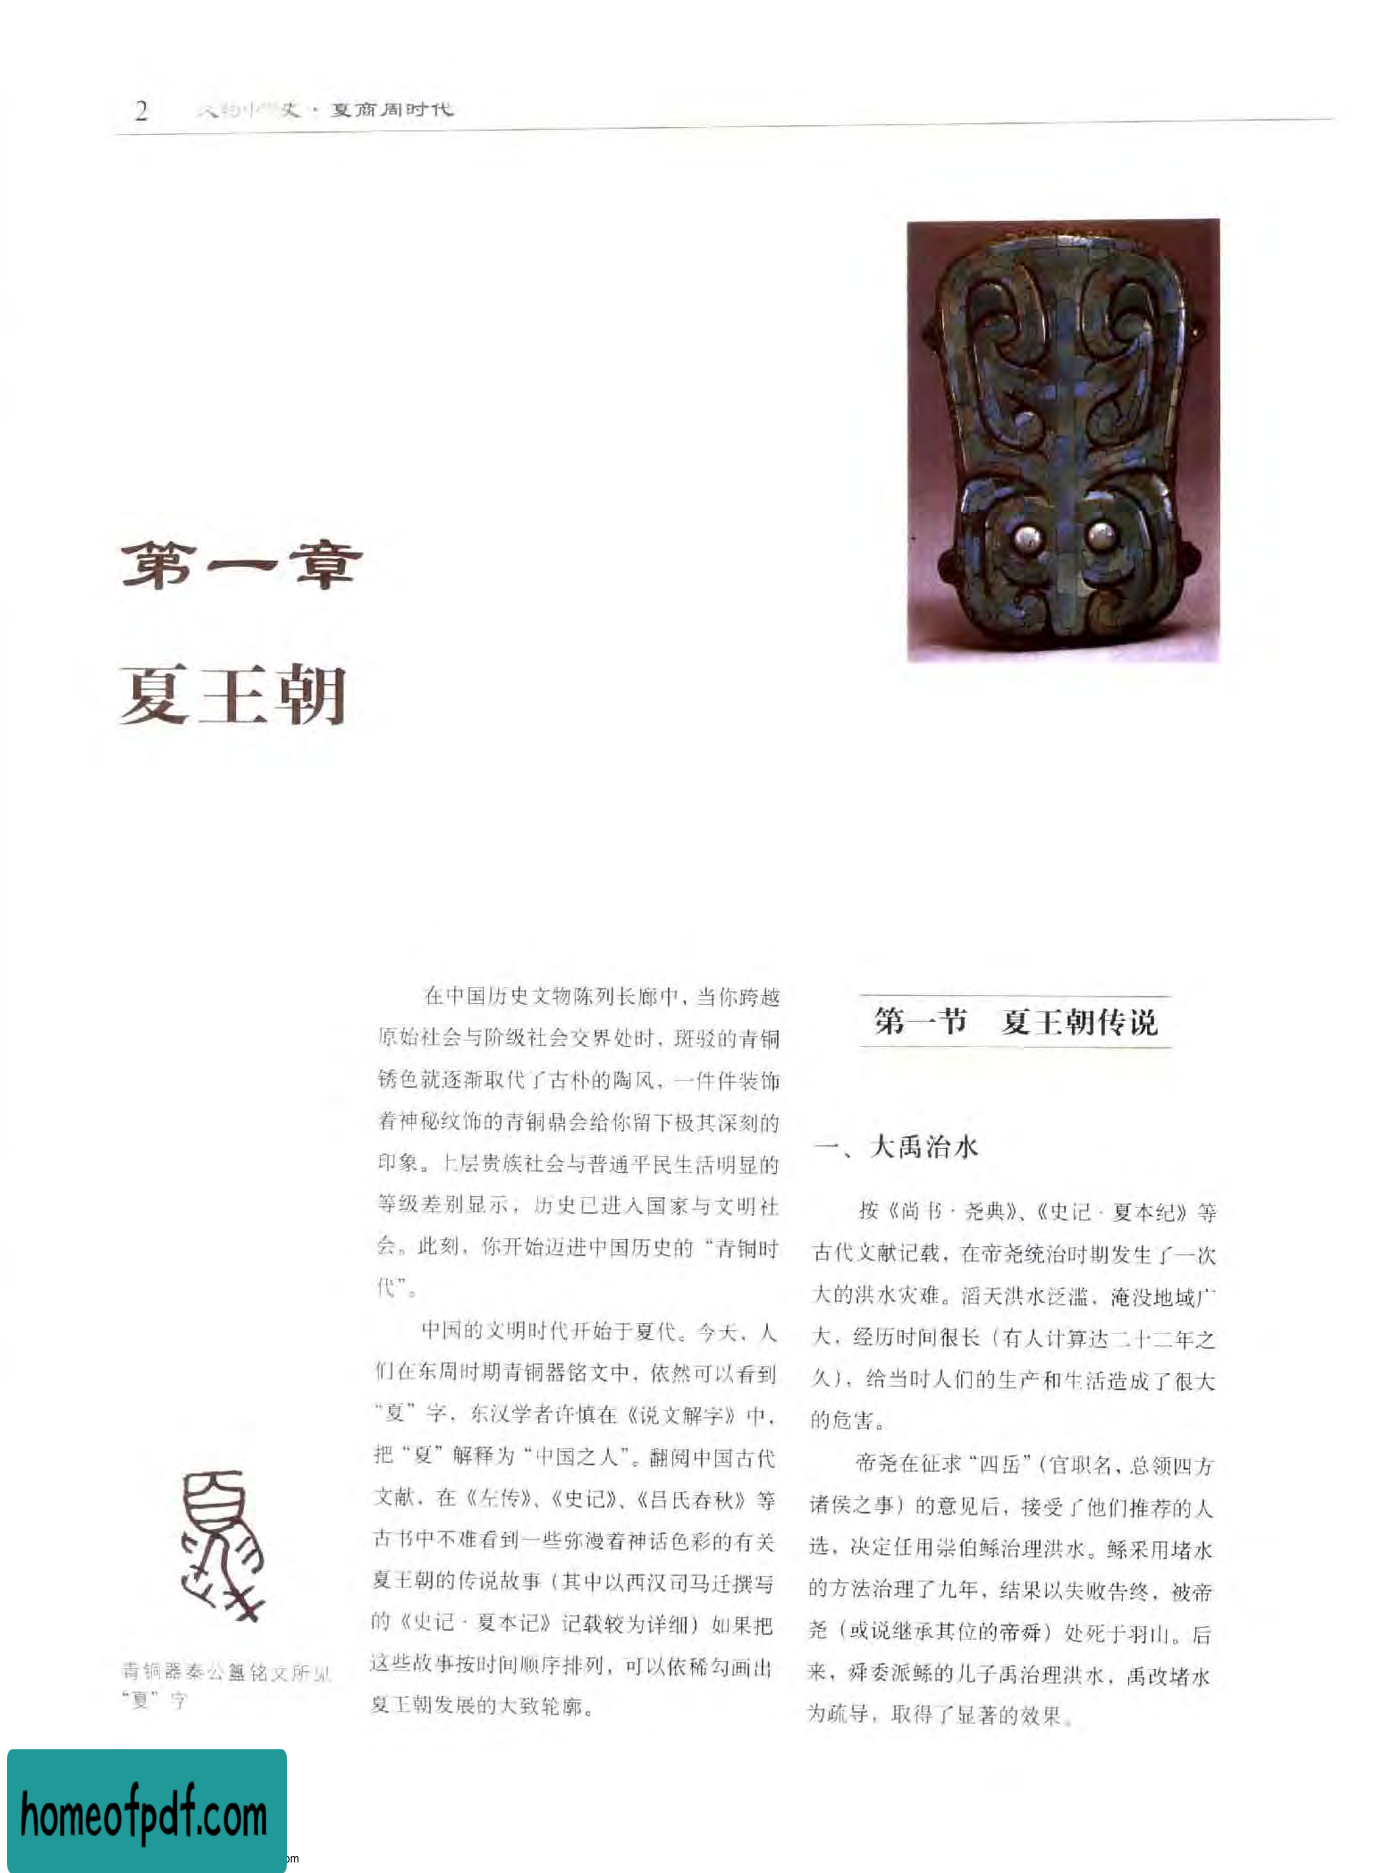 2
史·夏商周时代
第一章
夏王朝
在中国历史文物陈列长廊中，当你跨越
原始社会与阶级社会交界处时，斑驳的青铜
锈色就逐渐取代了古朴的陶风，一件件装饰
着神秘纹饰的青铜鼎会给你留下极其深刻的
印象。上层贵族社会与普通平民生活明显的
等级差别显示，历史已进入国家与文明社
会。此刻，你开始迈进中国历史的“青铜时
代”。
中国的文明时代开始于夏代。今天，人
们在东周时期青铜器铭文中，依然可以看到
“夏”字，东汉学者许慎在《说文解字》中，
把“夏”解释为“中国之人”。翻阅中国古代
文献，在《左传》、《史记》、《吕氏春秋》等
古书中不难看到一些弥漫着神话色彩的有关
夏王朝的传说故事（其中以西汉司马迁撰写
的《史记·夏本记》记载较为详细）如果把
这些故事按时间顺序排列，可以依稀勾画出
夏王朝发展的大致轮廓。
青铜器秦公簋铭文所见
“夏”字
第一节 夏王朝传说
一、大禹治水
按《尚书·尧典》、《史记·夏本纪》等
古代文献记载，在帝尧统治时期发生了一次
大的洪水灾难。滔天洪水泛滥，淹没地域广
大，经历时间很长（有人计算达二十二年之
久），给当时人们的生产和生活造成了很大
的危害。
帝尧在征求“四岳”（官职名，总领四方
诸侯之事）的意见后，接受了他们推荐的人
选，决定任用崇伯鲧治理洪水。鲧采用堵水
的方法治理了九年，结果以失败告终，被帝
尧（或说继承其位的帝舜）处死于羽山。后
来，舜委派鲧的儿子禹治理洪水，禹改堵水
为疏导，取得了显著的效果。
homeofpdf.com
om